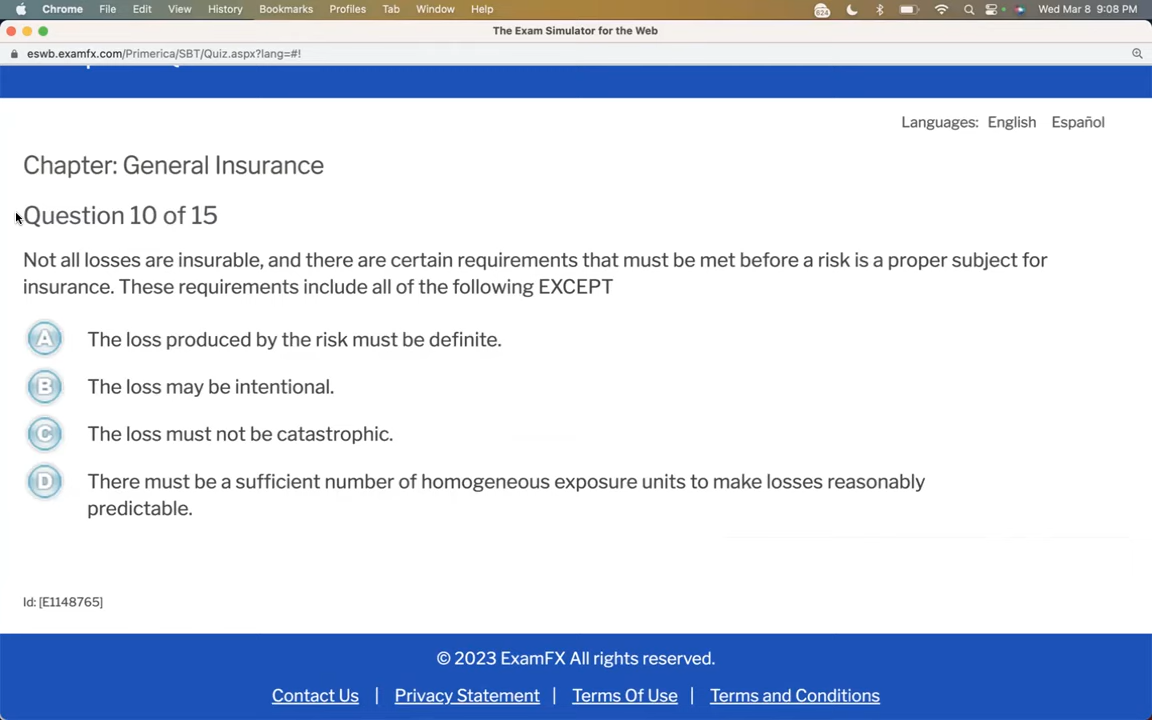 Chrome File Edit View History Bookmarks Profiles Tab Window Help Wed Mar 8 9:08 PM
The Exam Simulator for the Web
eswb.examfx.com/Primerica/SBT/Quiz.aspx?lang=#!
Languages: English Español
Chapter: General Insurance
Question 10 of 15
Not all losses are insurable, and there are certain requirements that must be met before a risk is a proper subject for
insurance. These requirements include all of the following EXCEPT
A The loss produced by the risk must be definite.
B The loss may be intentional.
C The loss must not be catastrophic.
D There must be a sufficient number of homogeneous exposure units to make losses reasonably
predictable.
Id: [E1148765]
© 2023 ExamFX All rights reserved.
Contact Us | Privacy Statement | Terms Of Use | Terms and Conditions